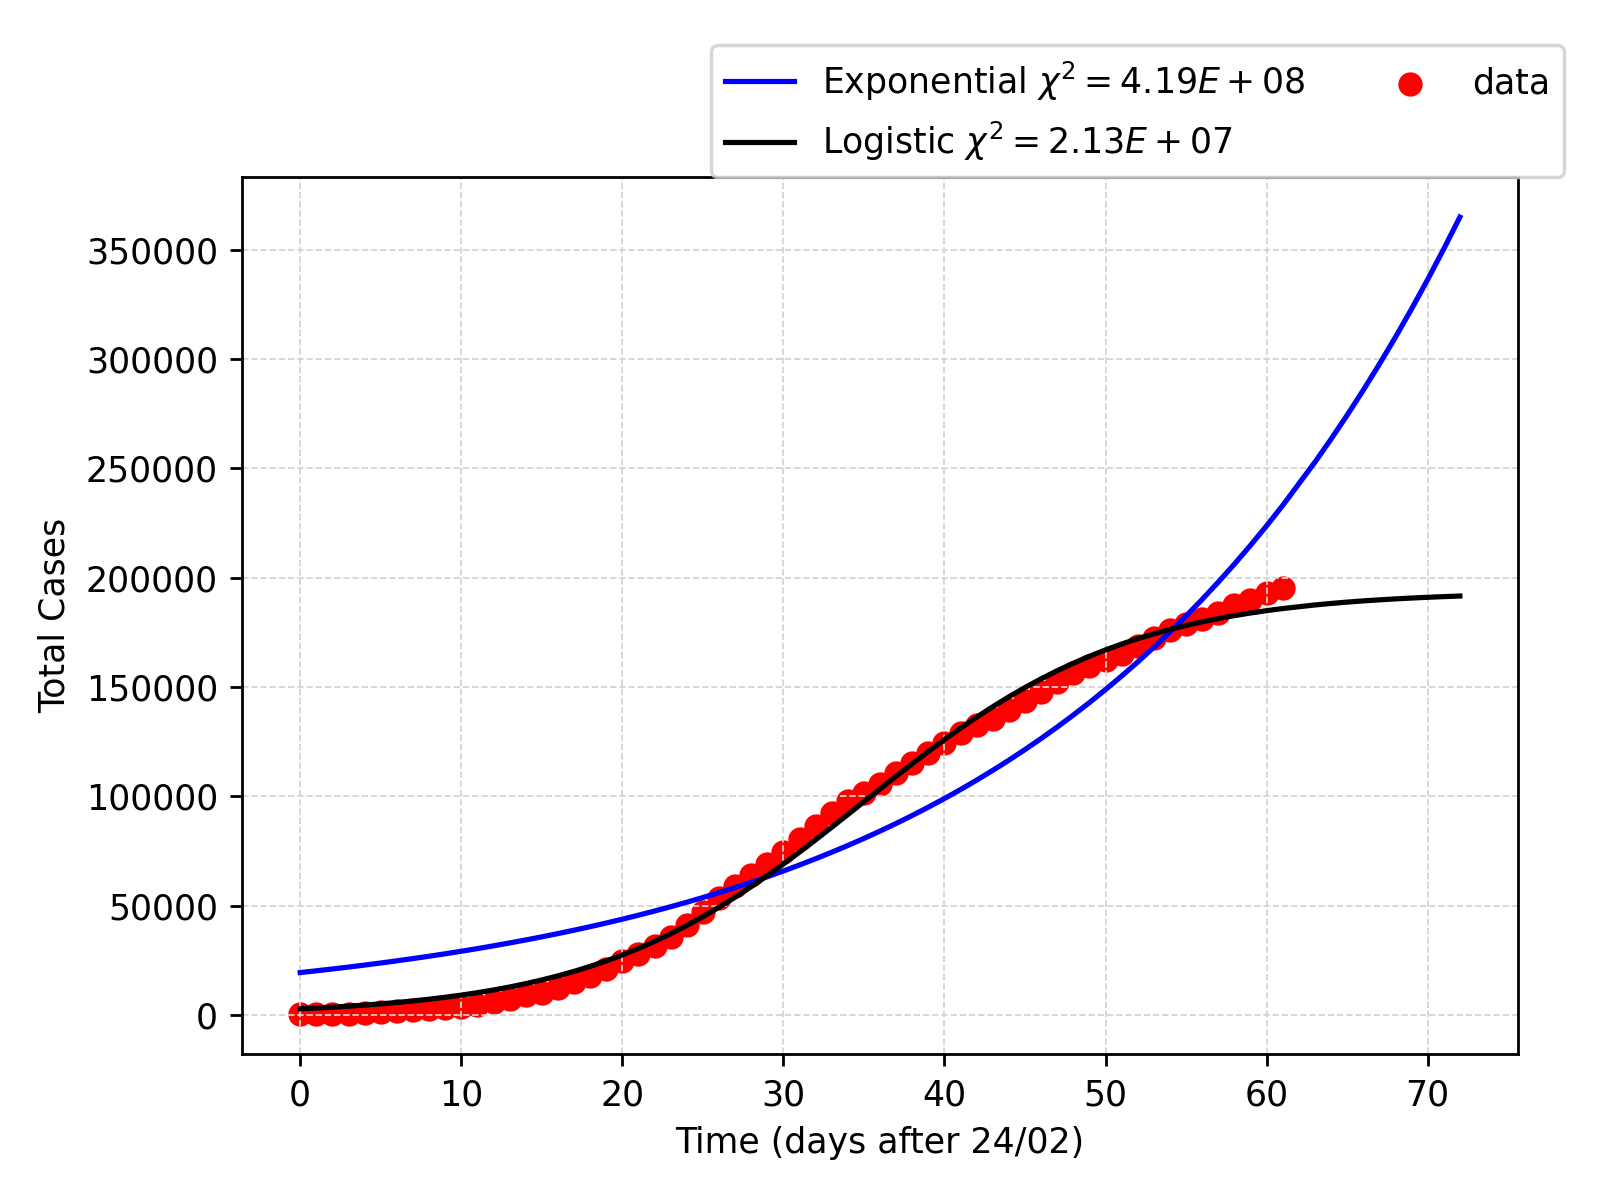 Exponential χ² = 4.19E + 08
Logistic χ² = 2.13E + 07
data
350000
300000
250000
200000
150000
100000
50000
0
Total Cases
0 10 20 30 40 50 60 70
Time (days after 24/02)